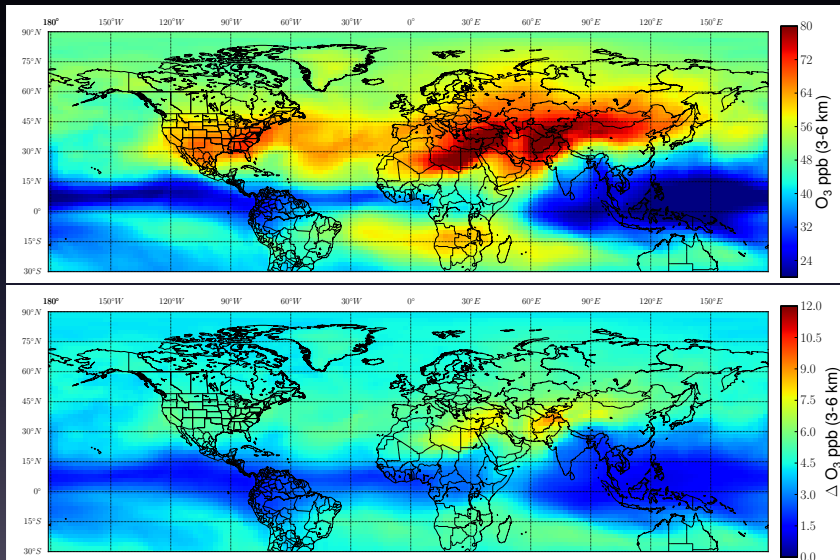 180° 150°W 120°W 90°W 60°W 30°W 0° 30°E 60°E 90°E 120°E 150°E
90°N
75°N
60°N
45°N
30°N
15°N
0°
15°S
30°S
80
72
64
56
48
40
32
24
O₃ ppb (3-6 km)
180° 150°W 120°W 90°W 60°W 30°W 0° 30°E 60°E 90°E 120°E 150°E
90°N
75°N
60°N
45°N
30°N
15°N
0°
15°S
30°S
12.0
10.5
9.0
7.5
6.0
4.5
3.0
1.5
0.0
Δ O₃ ppb (3-6 km)